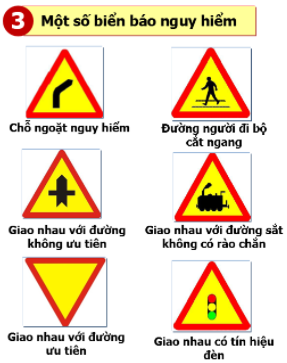 3 Một số biển báo nguy hiểm
Chỗ ngoặt nguy hiểm
Đường người đi bộ
cắt ngang
Giao nhau với đường
không ưu tiên
Giao nhau với đường sắt
không có rào chắn
Giao nhau với đường
ưu tiên
Giao nhau có tín hiệu
đèn